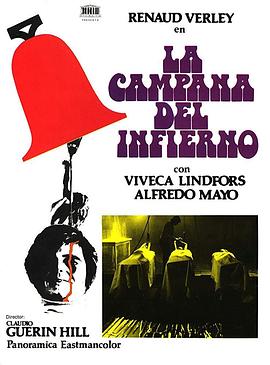 RENAUD VERLEY
en
LA
CAMPANA
DEL
INFIERNO
con
VIVECA LINDFORS
ALFREDO MAYO
Director:
CLAUDIO
GUERIN HILL
Panoramica Eastmancolor